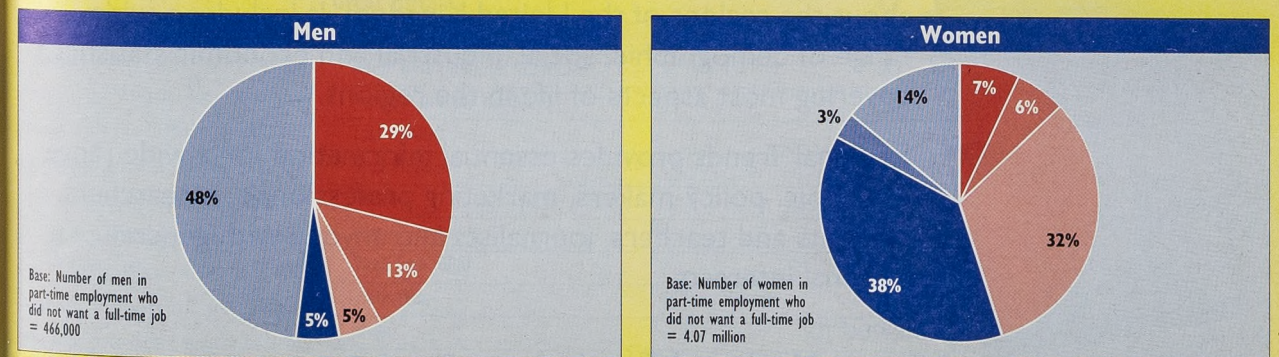 Men
29%
48%
13%
5%
5%
Base: Number of men in
part-time employment who
did not want a full-time job
= 466,000
Women
7%
14%
6%
3%
32%
38%
Base: Number of women in
part-time employment who
did not want a full-time job
= 4.07 million